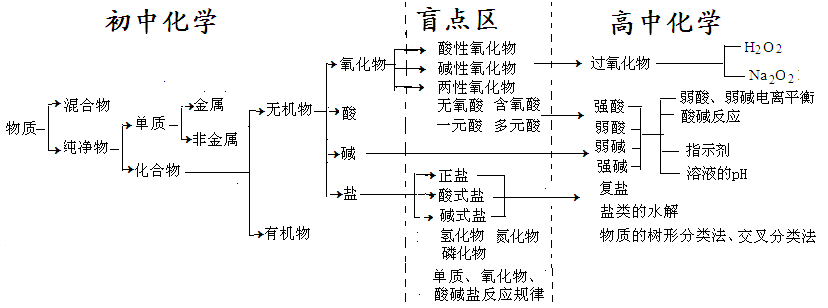 初中化学
盲点区
高中化学
物质
混合物
纯净物
单质
化合物
金属
非金属
无机物
有机物
氧化物
酸
碱
盐
酸性氧化物
碱性氧化物
两性氧化物
无氧酸 含氧酸
一元酸 多元酸
正盐
酸式盐
碱式盐
氢化物 氮化物
磷化物
单质、氧化物、
酸碱盐反应规律
过氧化物
H2O2
Na2O2
强酸
弱酸
弱碱
强碱
弱酸、弱碱电离平衡
酸碱反应
指示剂
溶液的pH
复盐
盐类的水解
物质的树形分类法、交叉分类法